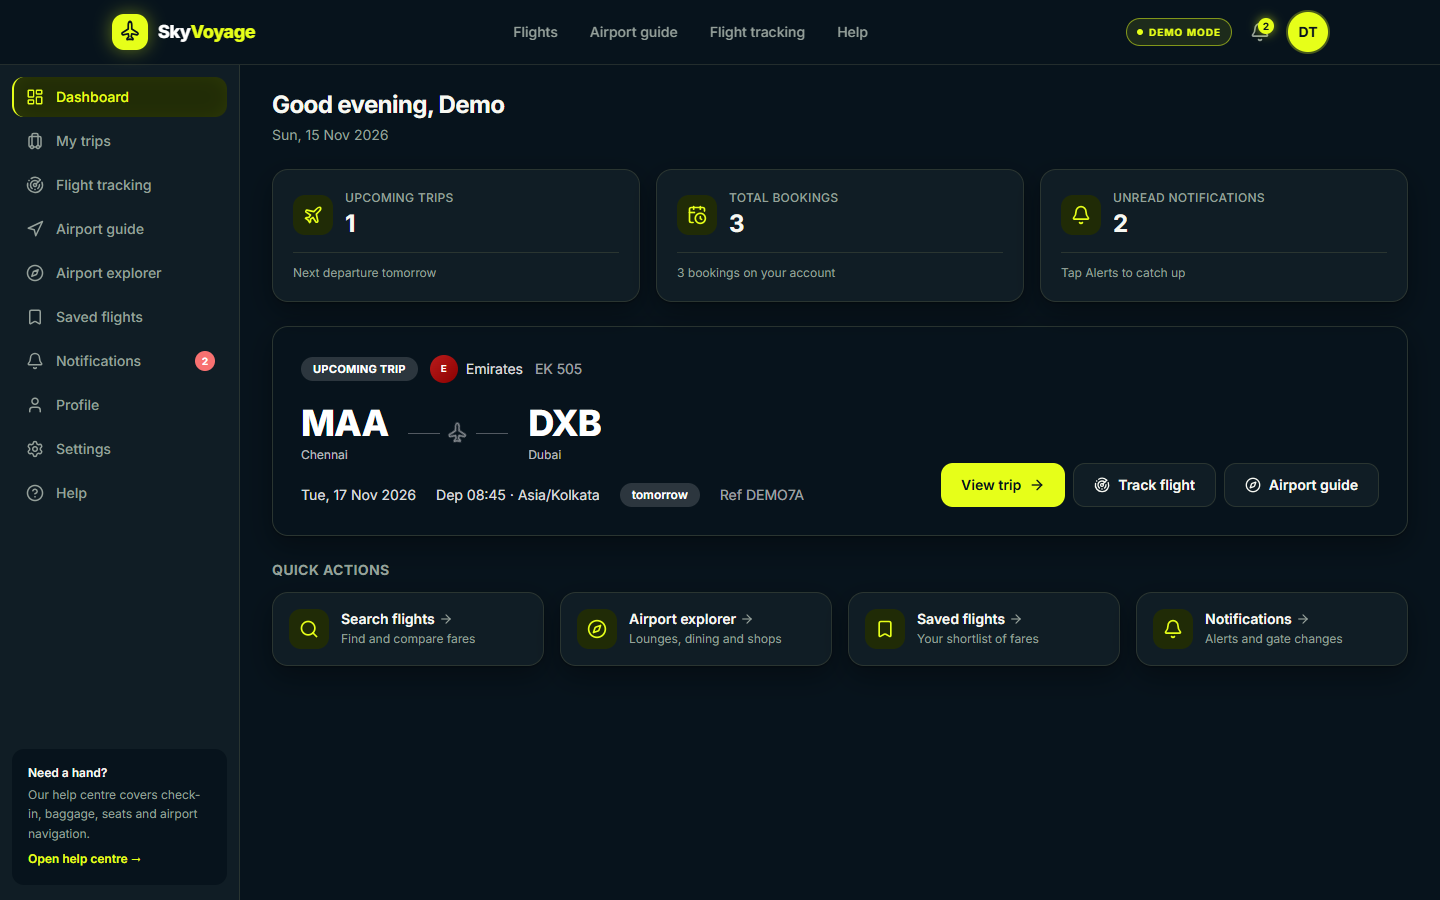 SkyVoyage
Flights
Airport guide
Flight tracking
Help
DEMO MODE
2
DT
Dashboard
My trips
Flight tracking
Airport guide
Airport explorer
Saved flights
Notifications
2
Profile
Settings
Help
Need a hand?
Our help centre covers check-
in, baggage, seats and airport
navigation.
Open help centre →
Good evening, Demo
Sun, 15 Nov 2026
UPCOMING TRIPS
1
Next departure tomorrow
TOTAL BOOKINGS
3
3 bookings on your account
UNREAD NOTIFICATIONS
2
Tap Alerts to catch up
UPCOMING TRIP
E
Emirates
EK 505
MAA
Chennai
DXB
Dubai
Tue, 17 Nov 2026
Dep 08:45 · Asia/Kolkata
tomorrow
Ref DEMO7A
View trip →
Track flight
Airport guide
QUICK ACTIONS
Search flights →
Find and compare fares
Airport explorer →
Lounges, dining and shops
Saved flights →
Your shortlist of fares
Notifications →
Alerts and gate changes